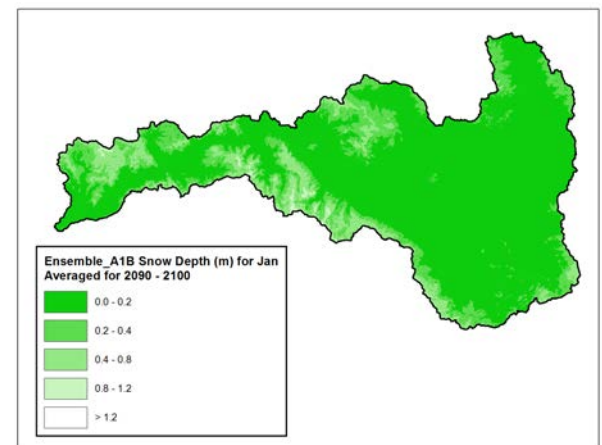 Ensemble_A1B Snow Depth (m) for Jan
Averaged for 2090 - 2100
0.0 - 0.2
0.2 - 0.4
0.4 - 0.8
0.8 - 1.2
> 1.2